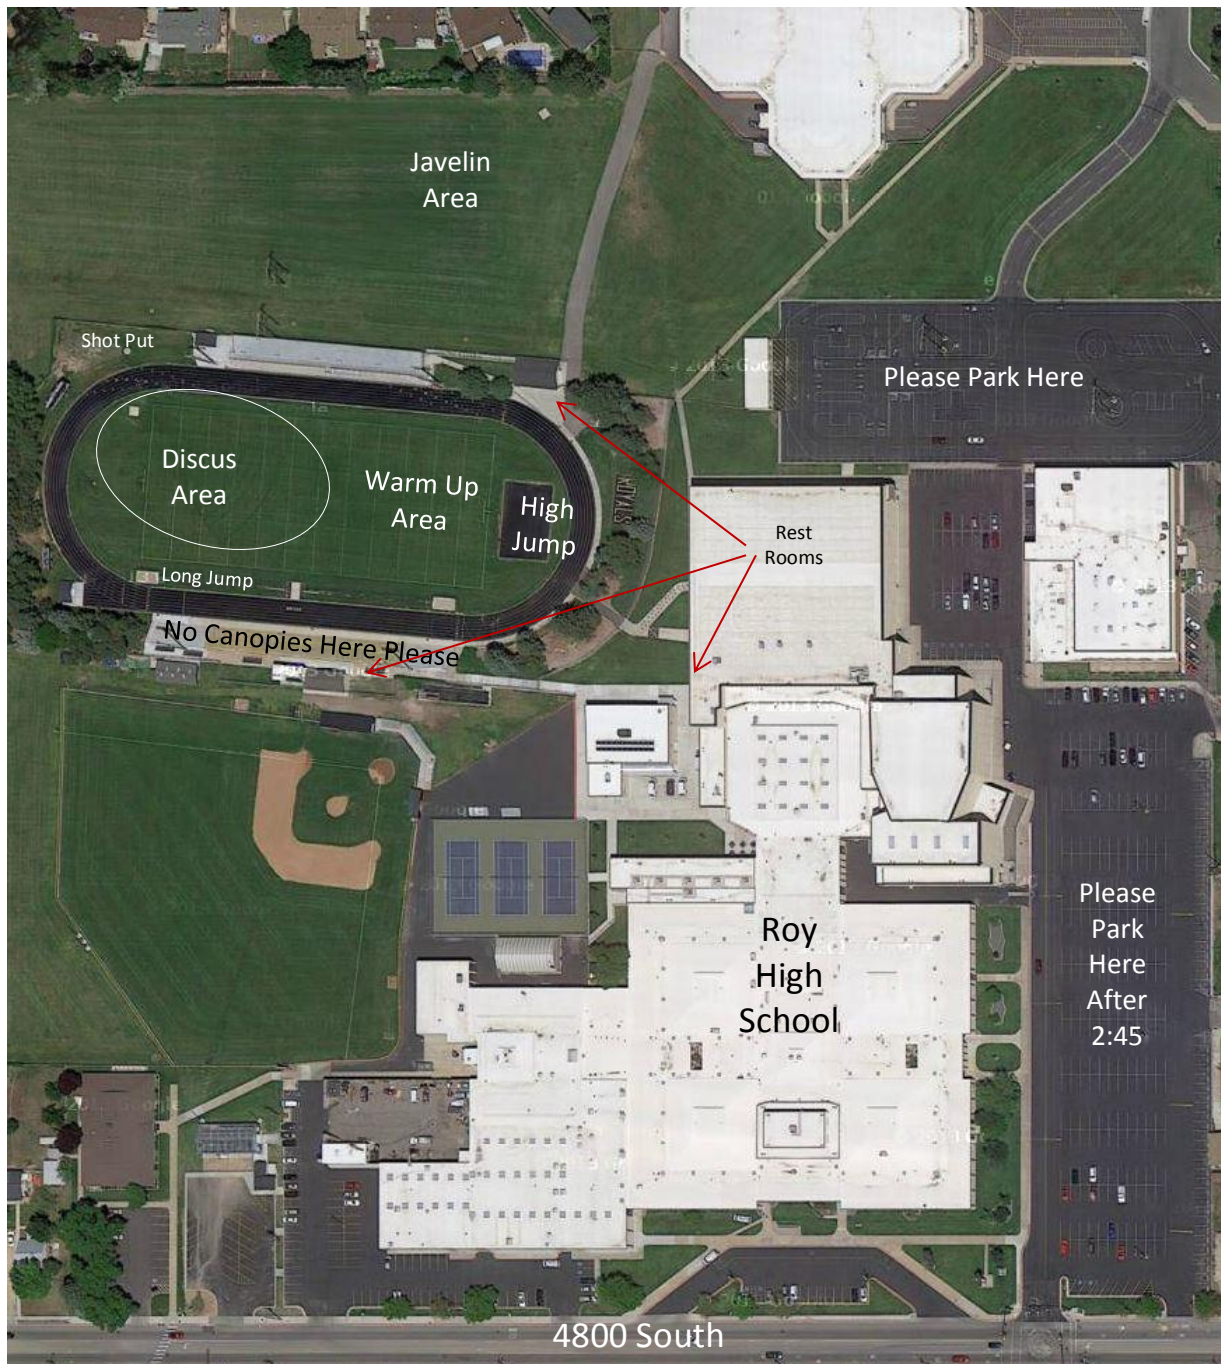 Javelin
Area
Shot Put
Please Park Here
Discus
Area
Warm Up
Area
High
Jump
Rest
Rooms
Long Jump
No Canopies Here Please
ROYALS
Please
Park
Here
After
2:45
Roy
High
School
4800 South